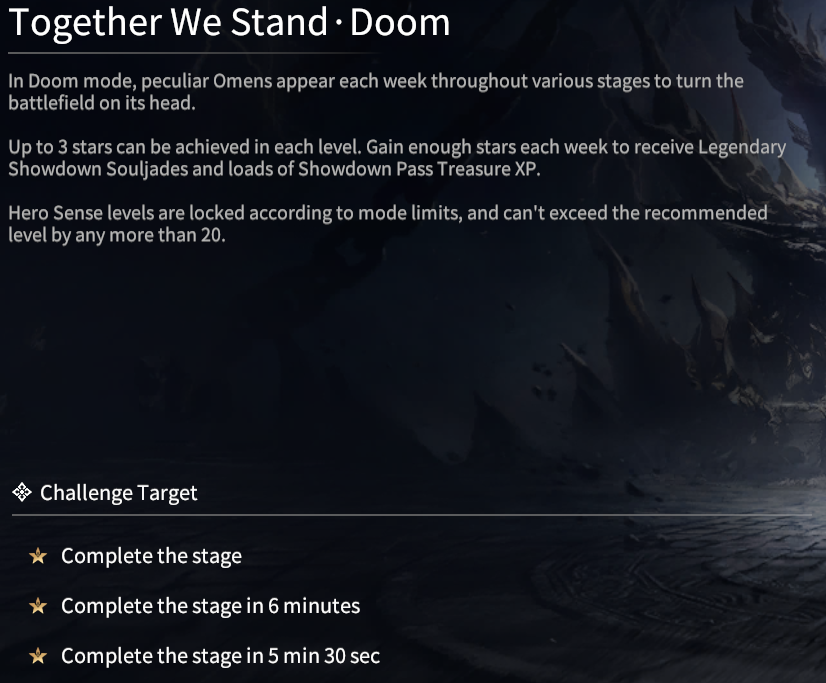 Together We Stand · Doom
In Doom mode, peculiar Omens appear each week throughout various stages to turn the
battlefield on its head.
Up to 3 stars can be achieved in each level. Gain enough stars each week to receive Legendary
Showdown Souljades and loads of Showdown Pass Treasure XP.
Hero Sense levels are locked according to mode limits, and can't exceed the recommended
level by any more than 20.
Challenge Target
Complete the stage
Complete the stage in 6 minutes
Complete the stage in 5 min 30 sec